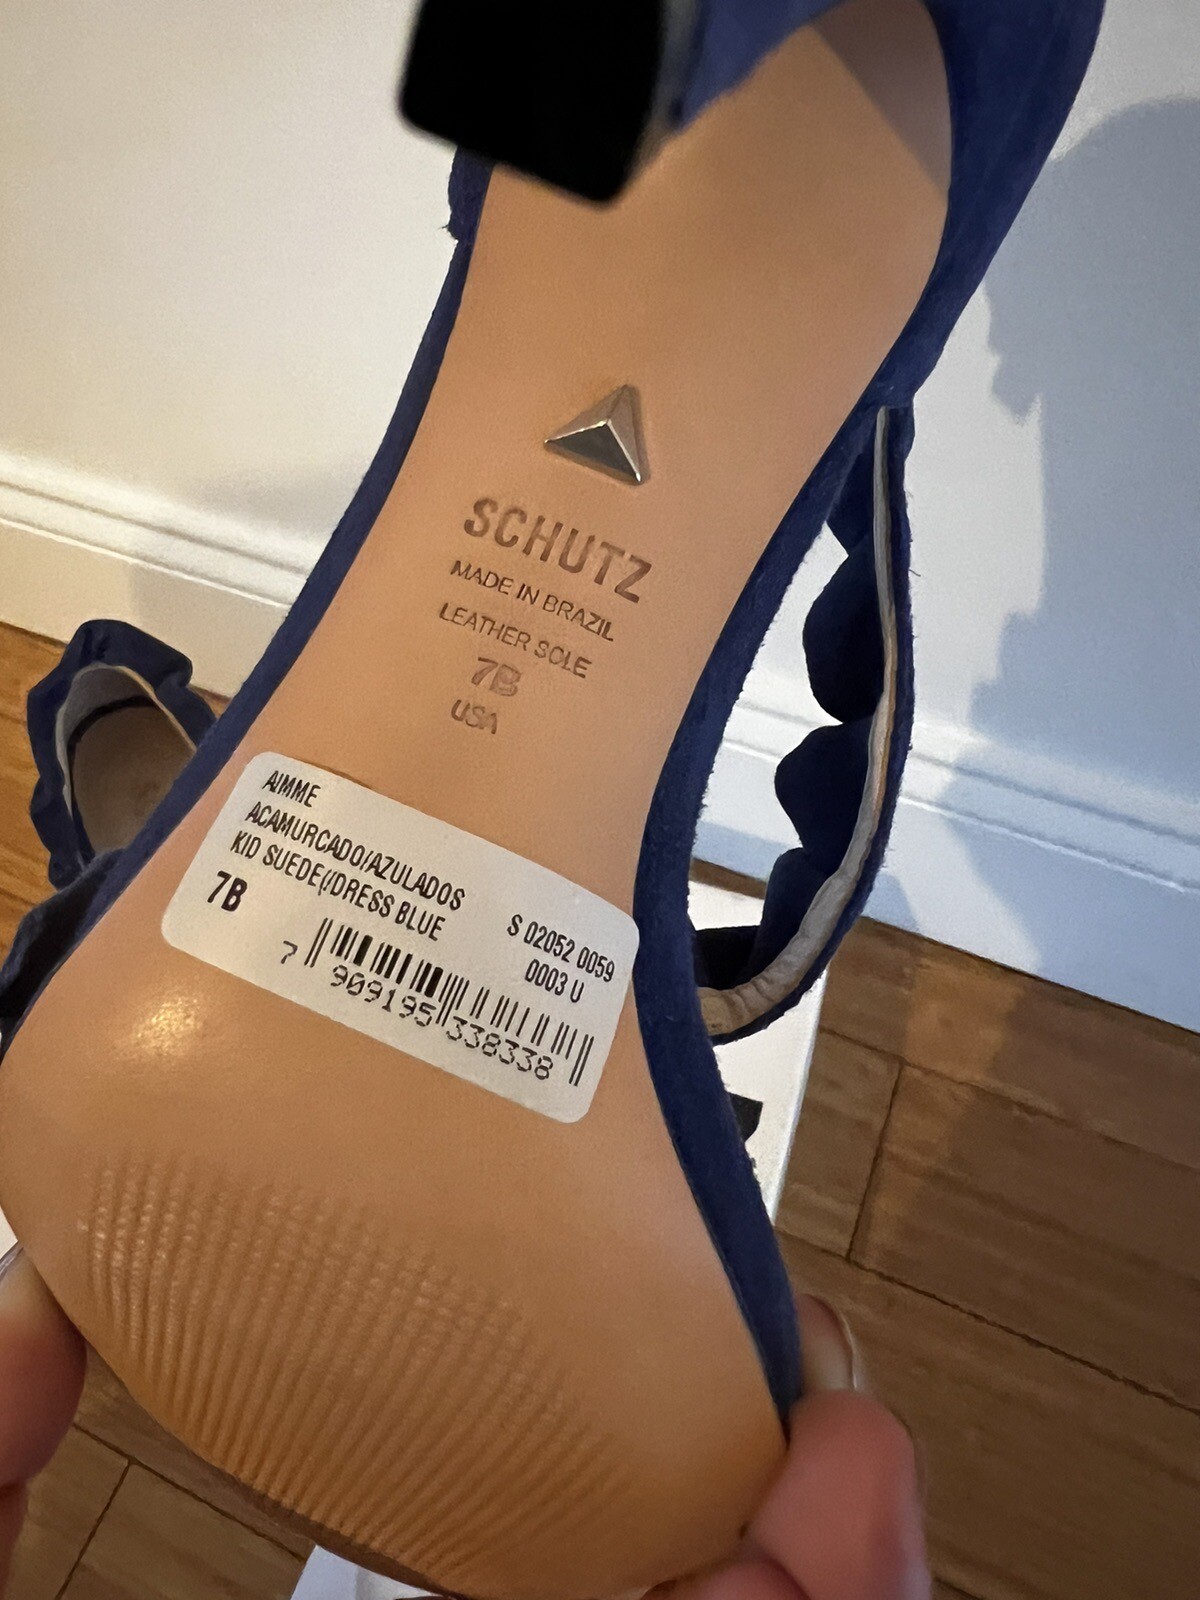 SCHUTZ
MADE IN BRAZIL
LEATHER SOLE
7B
USA
AIMME
ACAMURCADO/AZULADOS
KID SUEDE(/DRESS BLUE
7B
S 02052 0059
0003 U
7 909195 338338